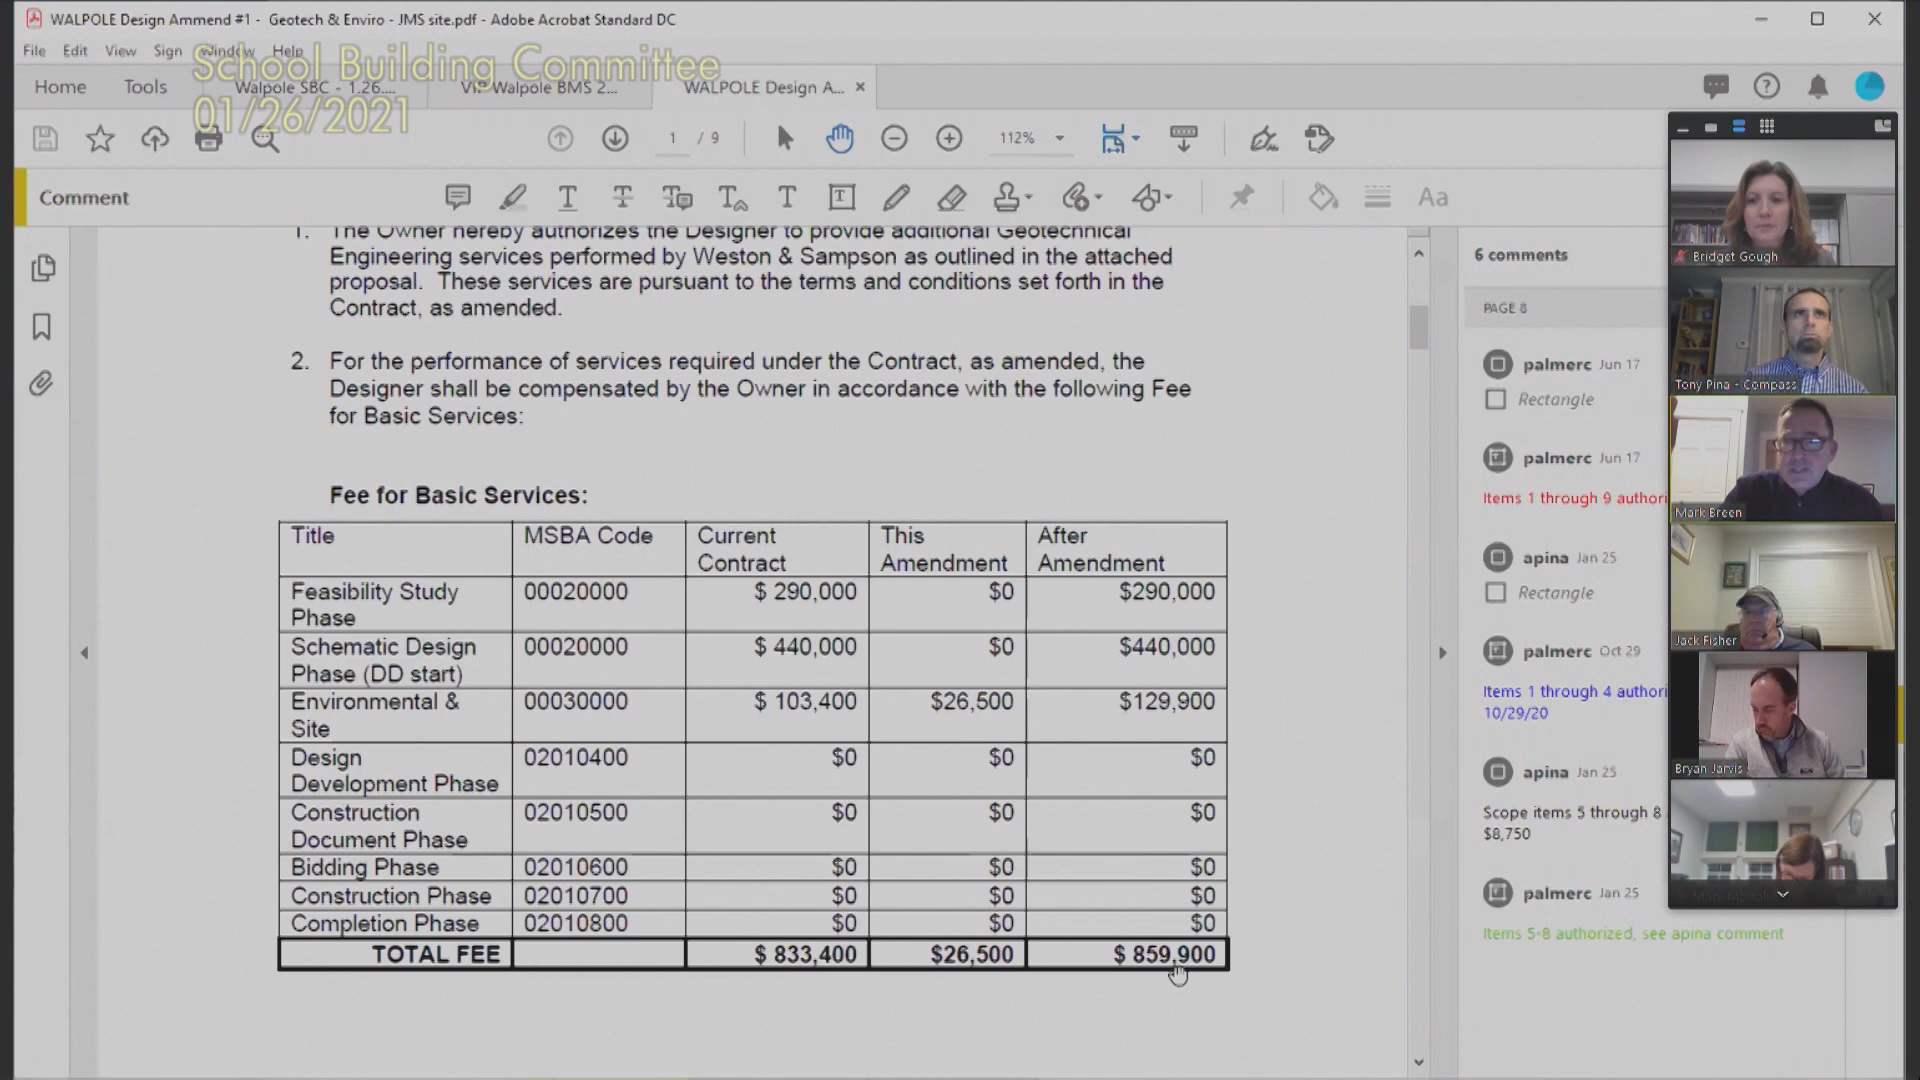 WALPOLE Design Ammend #1 - Geotech & Enviro - JMS site.pdf - Adobe Acrobat Standard DC
File Edit View Sign Window Help
School Building Committee
01/26/2021
Home Tools Walpole SBC - 1.26.... VIP Walpole BMS 2... WALPOLE Design A... ×
1 / 9 112%
Comment
1. The Owner hereby authorizes the Designer to provide additional Geotechnical
Engineering services performed by Weston & Sampson as outlined in the attached
proposal. These services are pursuant to the terms and conditions set forth in the
Contract, as amended.
2. For the performance of services required under the Contract, as amended, the
Designer shall be compensated by the Owner in accordance with the following Fee
for Basic Services:
Fee for Basic Services:
Title MSBA Code Current Contract This Amendment After Amendment
Feasibility Study Phase 00020000 $ 290,000 $0 $290,000
Schematic Design Phase (DD start) 00020000 $ 440,000 $0 $440,000
Environmental & Site 00030000 $ 103,400 $26,500 $129,900
Design Development Phase 02010400 $0 $0 $0
Construction Document Phase 02010500 $0 $0 $0
Bidding Phase 02010600 $0 $0 $0
Construction Phase 02010700 $0 $0 $0
Completion Phase 02010800 $0 $0 $0
TOTAL FEE $ 833,400 $26,500 $ 859,900
6 comments
PAGE 8
palmerc Jun 17
Rectangle
palmerc Jun 17
Items 1 through 9 authori
apina Jan 25
Rectangle
palmerc Oct 29
Items 1 through 4 authori
10/29/20
apina Jan 25
Scope items 5 through 8
$8,750
palmerc Jan 25
Items 5-8 authorized, see apina comment
Bridget Gough
Tony Pina - Compass
Mark Breen
Jack Fisher
Bryan Jarvis